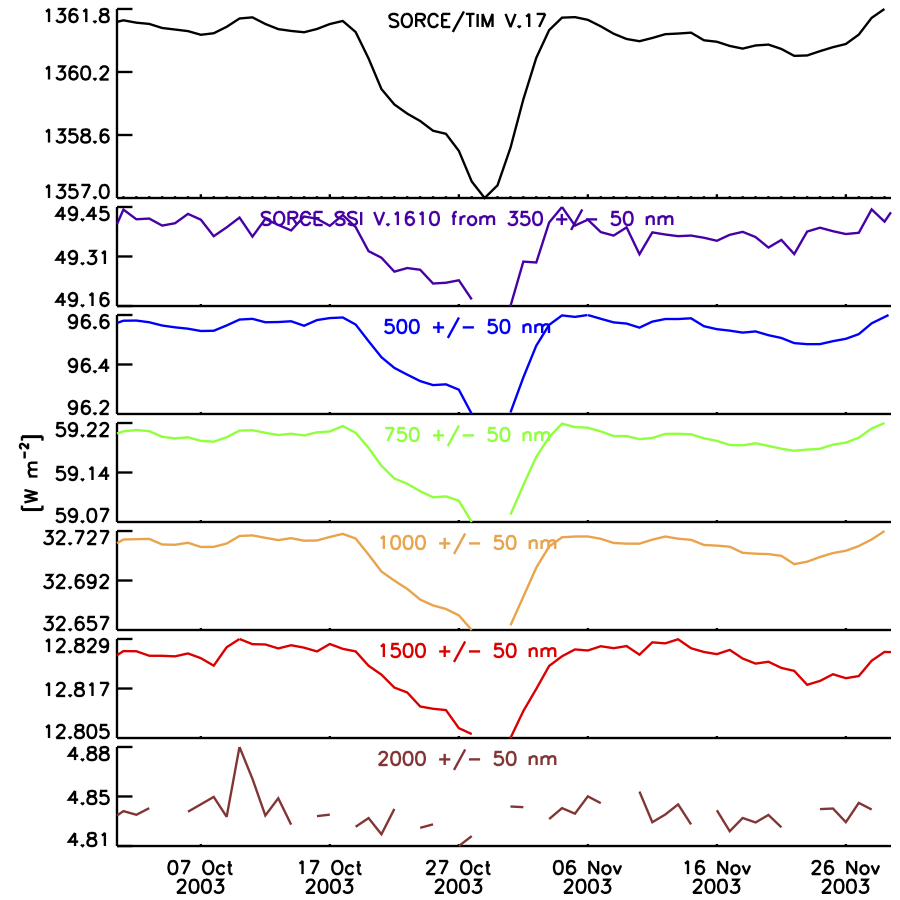 SORCE/TIM V.17
1361.8
1360.2
1358.6
1357.0
SORCE SSI V.1610 from 350 +/- 50 nm
49.45
49.31
49.16
500 +/- 50 nm
96.6
96.4
96.2
750 +/- 50 nm
59.22
59.14
59.07
[W m⁻²]
1000 +/- 50 nm
32.727
32.692
32.657
1500 +/- 50 nm
12.829
12.817
12.805
2000 +/- 50 nm
4.88
4.85
4.81
07 Oct 17 Oct 27 Oct 06 Nov 16 Nov 26 Nov
2003 2003 2003 2003 2003 2003